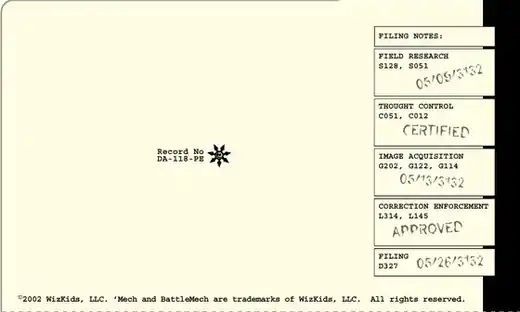 FILING NOTES:
FIELD RESEARCH
S128, S051
05/09/3132
THOUGHT CONTROL
C051, C012
CERTIFIED
Record No
DA-118-PE
IMAGE ACQUISITION
G202, G122, G114
05/13/3132
CORRECTION ENFORCEMENT
L314, L145
APPROVED
FILING
D327 05/26/3132
©2002 WizKids, LLC. ‘Mech and BattleMech are trademarks of WizKids, LLC. All rights reserved.